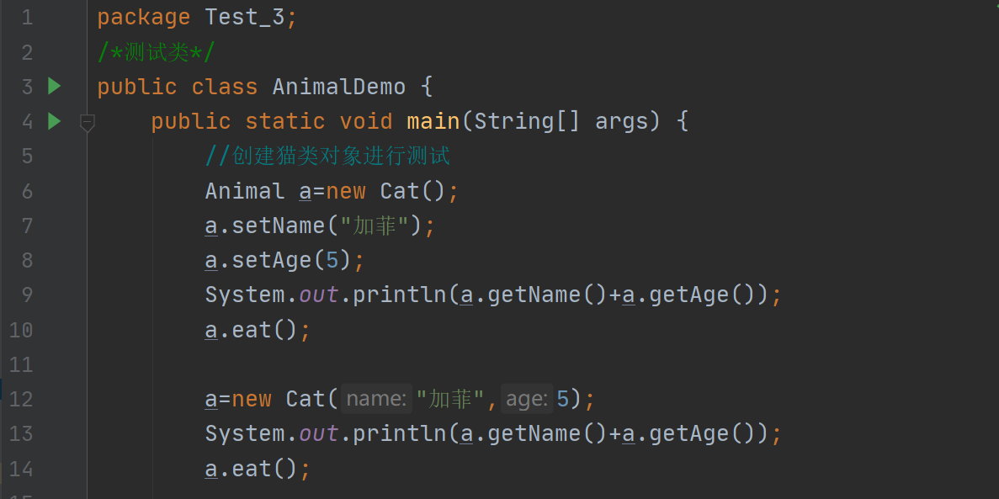 1 package Test_3;
2 /*测试类*/
3 public class AnimalDemo {
4 public static void main(String[] args) {
5 //创建猫类对象进行测试
6 Animal a=new Cat();
7 a.setName("加菲");
8 a.setAge(5);
9 System.out.println(a.getName()+a.getAge());
10 a.eat();
11
12 a=new Cat( name: "加菲", age: 5);
13 System.out.println(a.getName()+a.getAge());
14 a.eat();